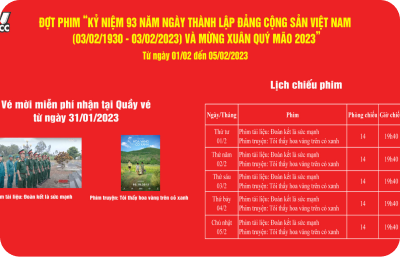 CC
ĐỢT PHIM “KỶ NIỆM 93 NĂM NGÀY THÀNH LẬP ĐẢNG CỘNG SẢN VIỆT NAM
(03/02/1930 - 03/02/2023) VÀ MỪNG XUÂN QUÝ MÃO 2023”
Từ ngày 01/02 đến 05/02/2023
Vé mời miễn phí nhận tại Quầy vé
từ ngày 31/01/2023
tài liệu: Đoàn kết là sức mạnh
Phim truyện: Tôi thấy hoa vàng trên cỏ xanh
Lịch chiếu phim
Ngày/Tháng Phim Phòng chiếu Giờ chiế
Thứ tư 01/2 Phim tài liệu: Đoàn kết là sức mạnh
Phim truyện: Tôi thấy hoa vàng trên cỏ xanh 14 19h40
Thứ năm 02/2 Phim tài liệu: Đoàn kết là sức mạnh
Phim truyện: Tôi thấy hoa vàng trên cỏ xanh 14 19h40
Thứ sáu 03/2 Phim tài liệu: Đoàn kết là sức mạnh
Phim truyện: Tôi thấy hoa vàng trên cỏ xanh 14 19h40
Thứ bảy 04/2 Phim tài liệu: Đoàn kết là sức mạnh
Phim truyện: Tôi thấy hoa vàng trên cỏ xanh 14 19h40
Chủ nhật 05/2 Phim tài liệu: Đoàn kết là sức mạnh
Phim truyện: Tôi thấy hoa vàng trên cỏ xanh 14 19h40